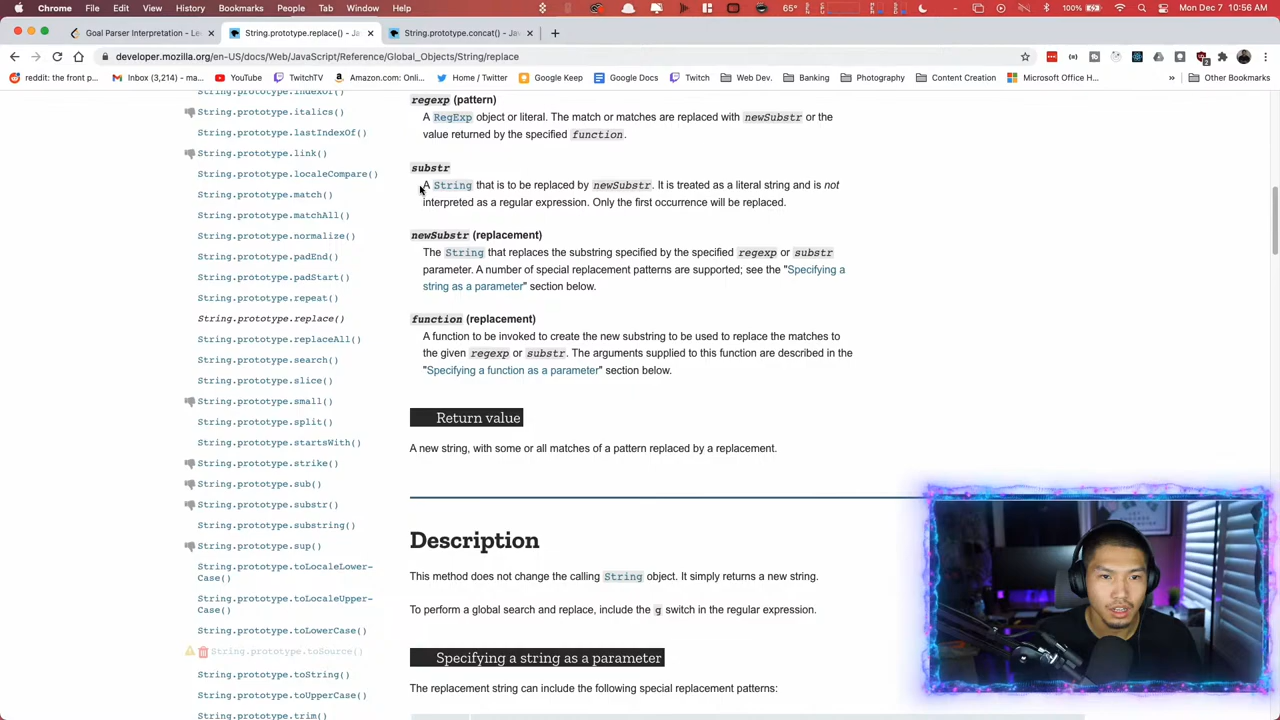 Chrome File Edit View History Bookmarks People Tab Window Help 100% Wed Dec 9 10:56 AM
Goal Parser Interpretation - Lee
String.prototype.replace() - Ja
String.prototype.concat() - Jav
developer.mozilla.org/en-US/docs/Web/JavaScript/Reference/Global_Objects/String/replace
reddit: the front p... Inbox (3,214) - ma... YouTube TwitchTV Amazon.com: Onli... Home / Twitter Google Keep Google Docs Twitch Web Dev. Banking Photography Content Creation Microsoft Office H... » Other Bookmarks
String.prototype.indexOf()
String.prototype.italics()
String.prototype.lastIndexOf()
String.prototype.link()
String.prototype.localeCompare()
String.prototype.match()
String.prototype.matchAll()
String.prototype.normalize()
String.prototype.padEnd()
String.prototype.padStart()
String.prototype.repeat()
String.prototype.replace()
String.prototype.replaceAll()
String.prototype.search()
String.prototype.slice()
String.prototype.small()
String.prototype.split()
String.prototype.startsWith()
String.prototype.strike()
String.prototype.sub()
String.prototype.substr()
String.prototype.substring()
String.prototype.sup()
String.prototype.toLocaleLower-
Case()
String.prototype.toLocaleUpper-
Case()
String.prototype.toLowerCase()
String.prototype.toSource()
String.prototype.toString()
String.prototype.toUpperCase()
String.prototype.trim()
regexp (pattern)
A RegExp object or literal. The match or matches are replaced with newSubstr or the
value returned by the specified function.
substr
A String that is to be replaced by newSubstr. It is treated as a literal string and is not
interpreted as a regular expression. Only the first occurrence will be replaced.
newSubstr (replacement)
The String that replaces the substring specified by the specified regexp or substr
parameter. A number of special replacement patterns are supported; see the "Specifying a
string as a parameter" section below.
function (replacement)
A function to be invoked to create the new substring to be used to replace the matches to
the given regexp or substr. The arguments supplied to this function are described in the
"Specifying a function as a parameter" section below.
Return value
A new string, with some or all matches of a pattern replaced by a replacement.
Description
This method does not change the calling String object. It simply returns a new string.
To perform a global search and replace, include the g switch in the regular expression.
Specifying a string as a parameter
The replacement string can include the following special replacement patterns: